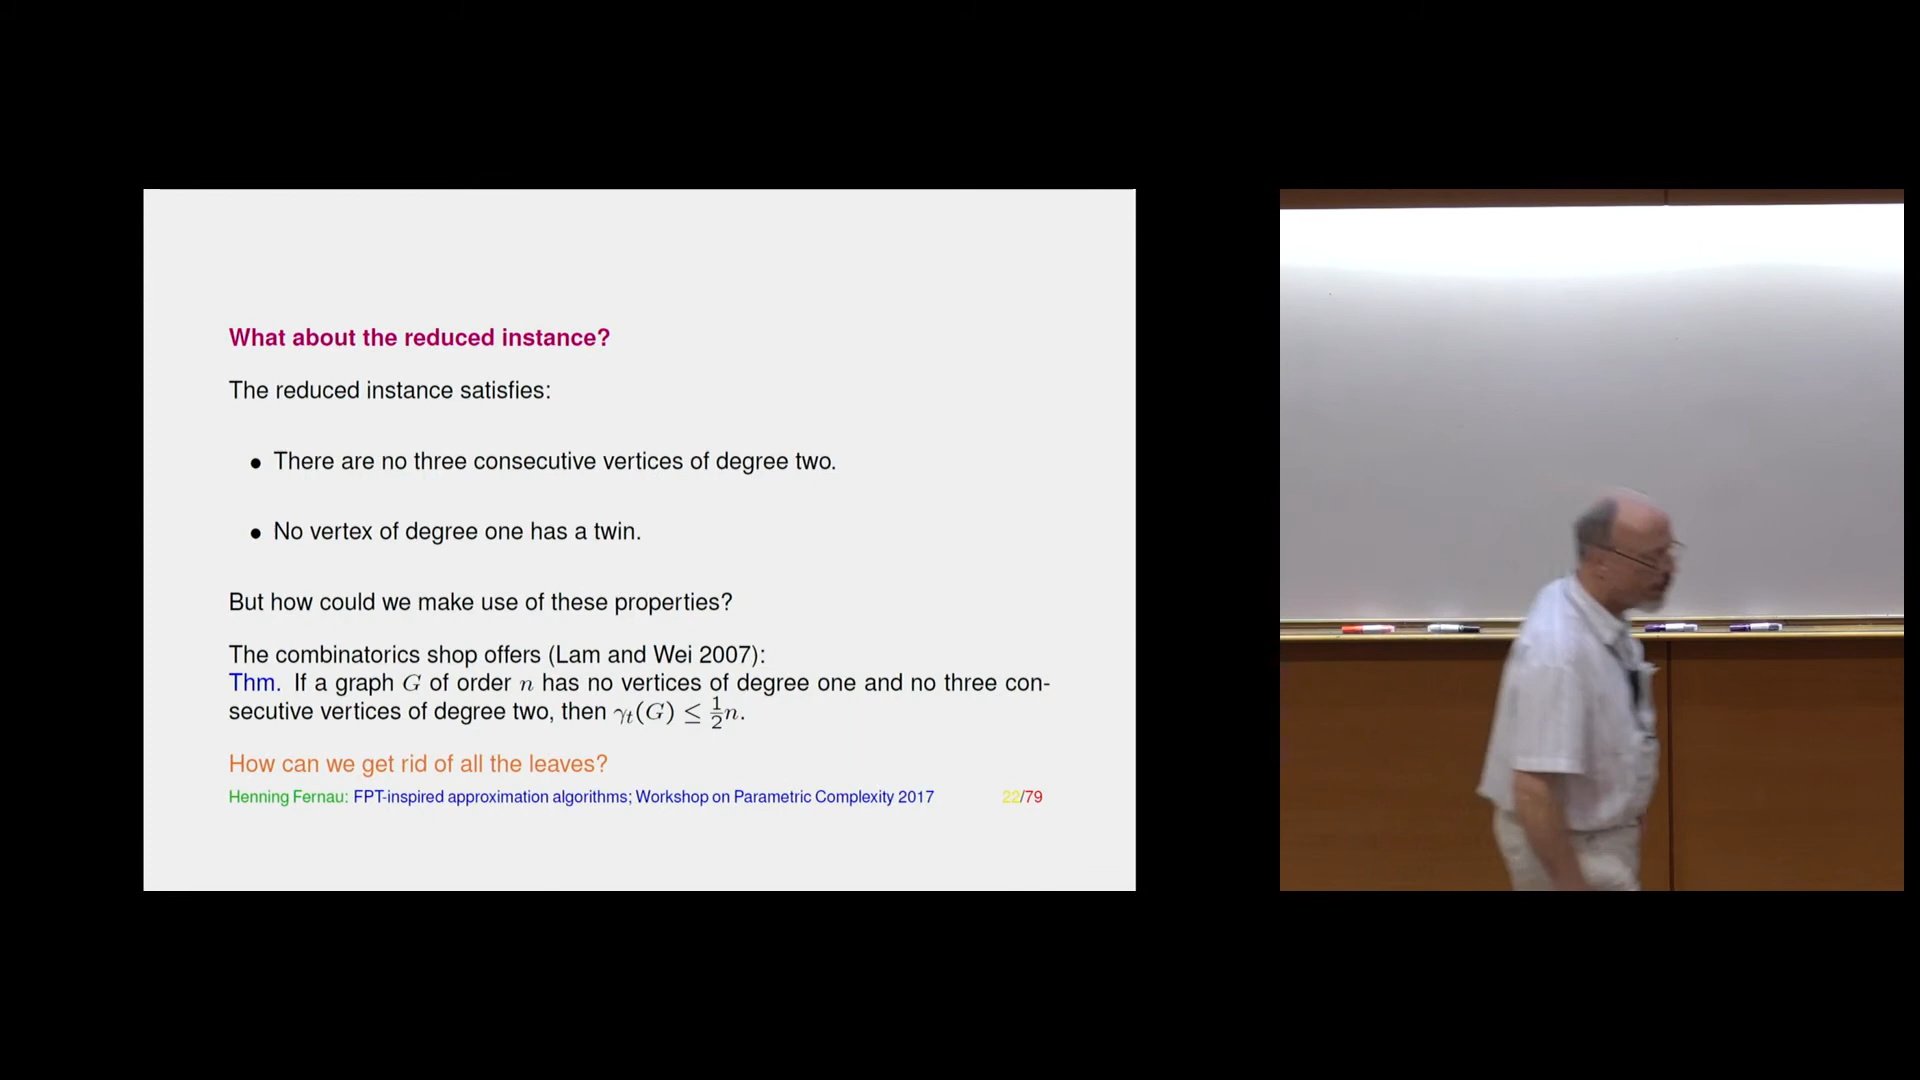 What about the reduced instance?
The reduced instance satisfies:
• There are no three consecutive vertices of degree two.
• No vertex of degree one has a twin.
But how could we make use of these properties?
The combinatorics shop offers (Lam and Wei 2007):
Thm. If a graph G of order n has no vertices of degree one and no three con-
secutive vertices of degree two, then γₜ(G) ≤ ½n.
How can we get rid of all the leaves?
Henning Fernau: FPT-inspired approximation algorithms; Workshop on Parametric Complexity 2017 22/79